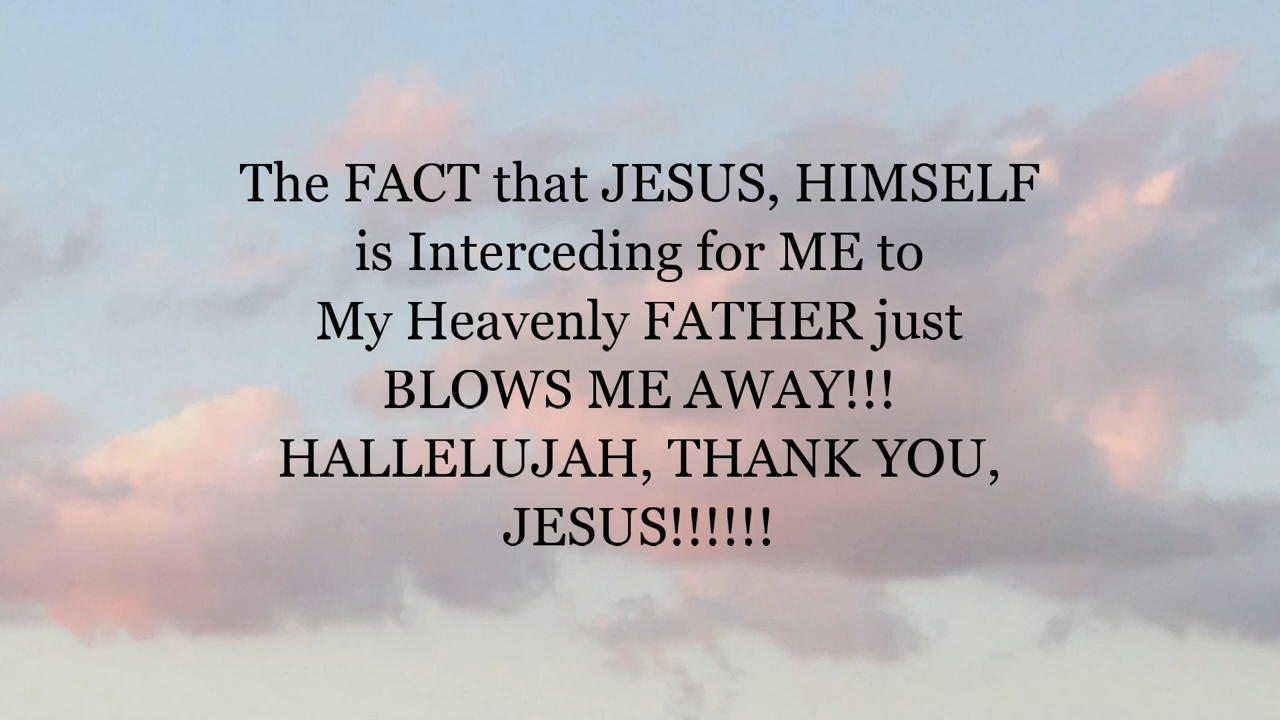 The FACT that JESUS, HIMSELF
is Interceding for ME to
My Heavenly FATHER just
BLOWS ME AWAY!!!
HALLELUJAH, THANK YOU,
JESUS!!!!!!